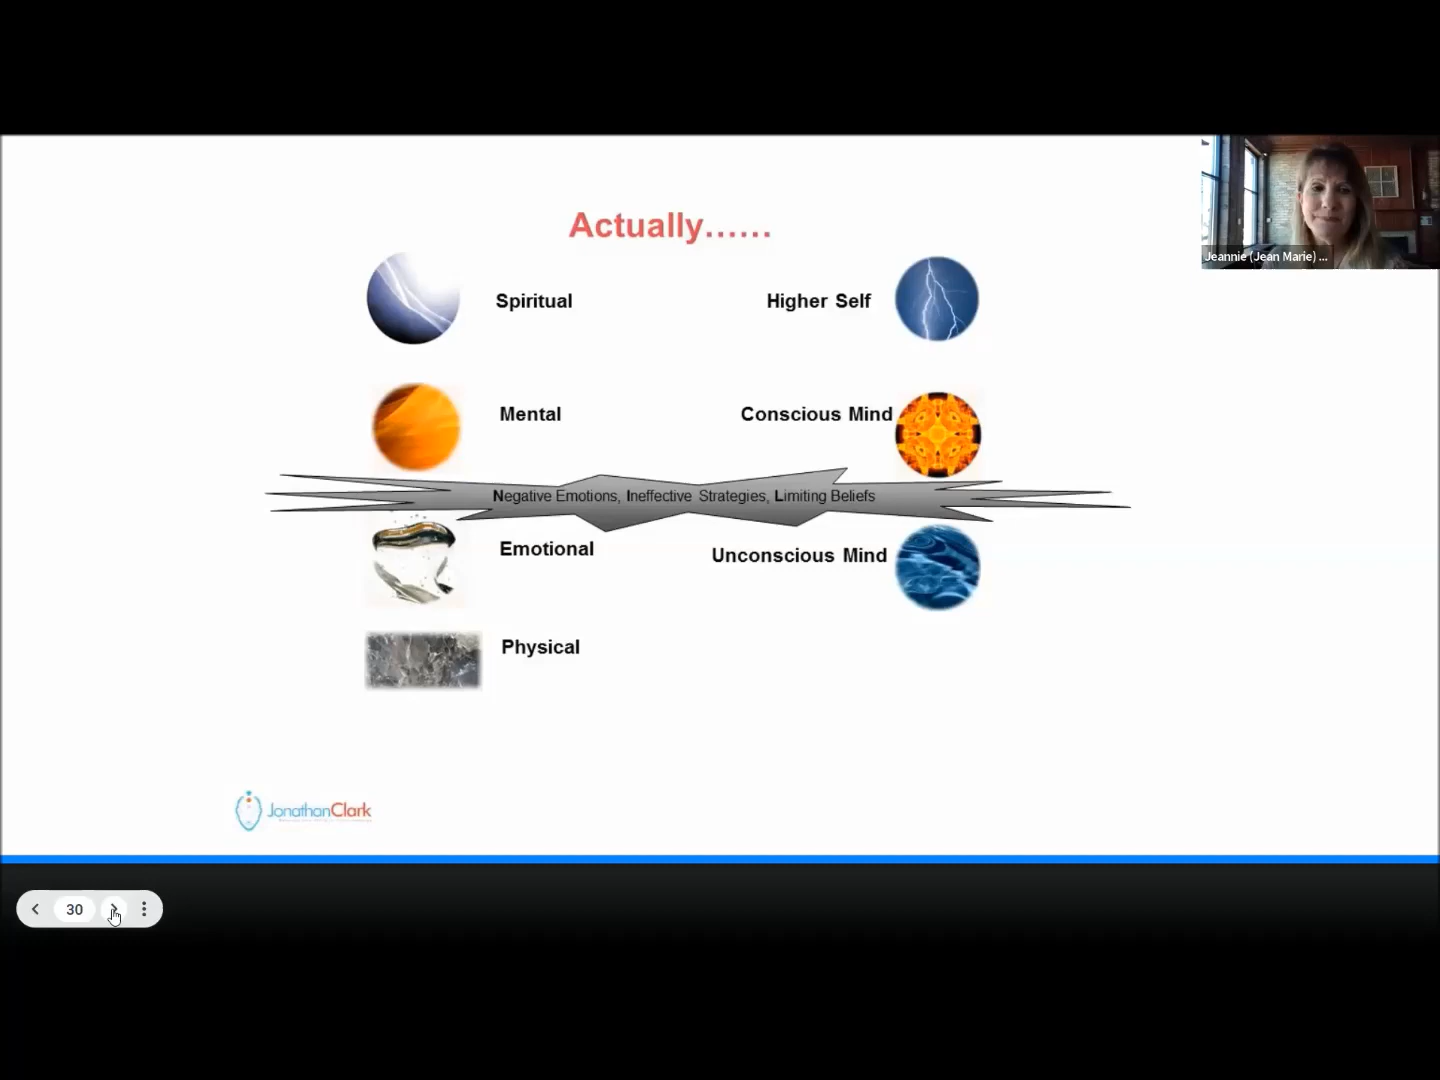 Actually……
Jeannie (Jean Marie) ...
Spiritual
Higher Self
Mental
Conscious Mind
Negative Emotions, Ineffective Strategies, Limiting Beliefs
Emotional
Unconscious Mind
Physical
JonathanClark
30